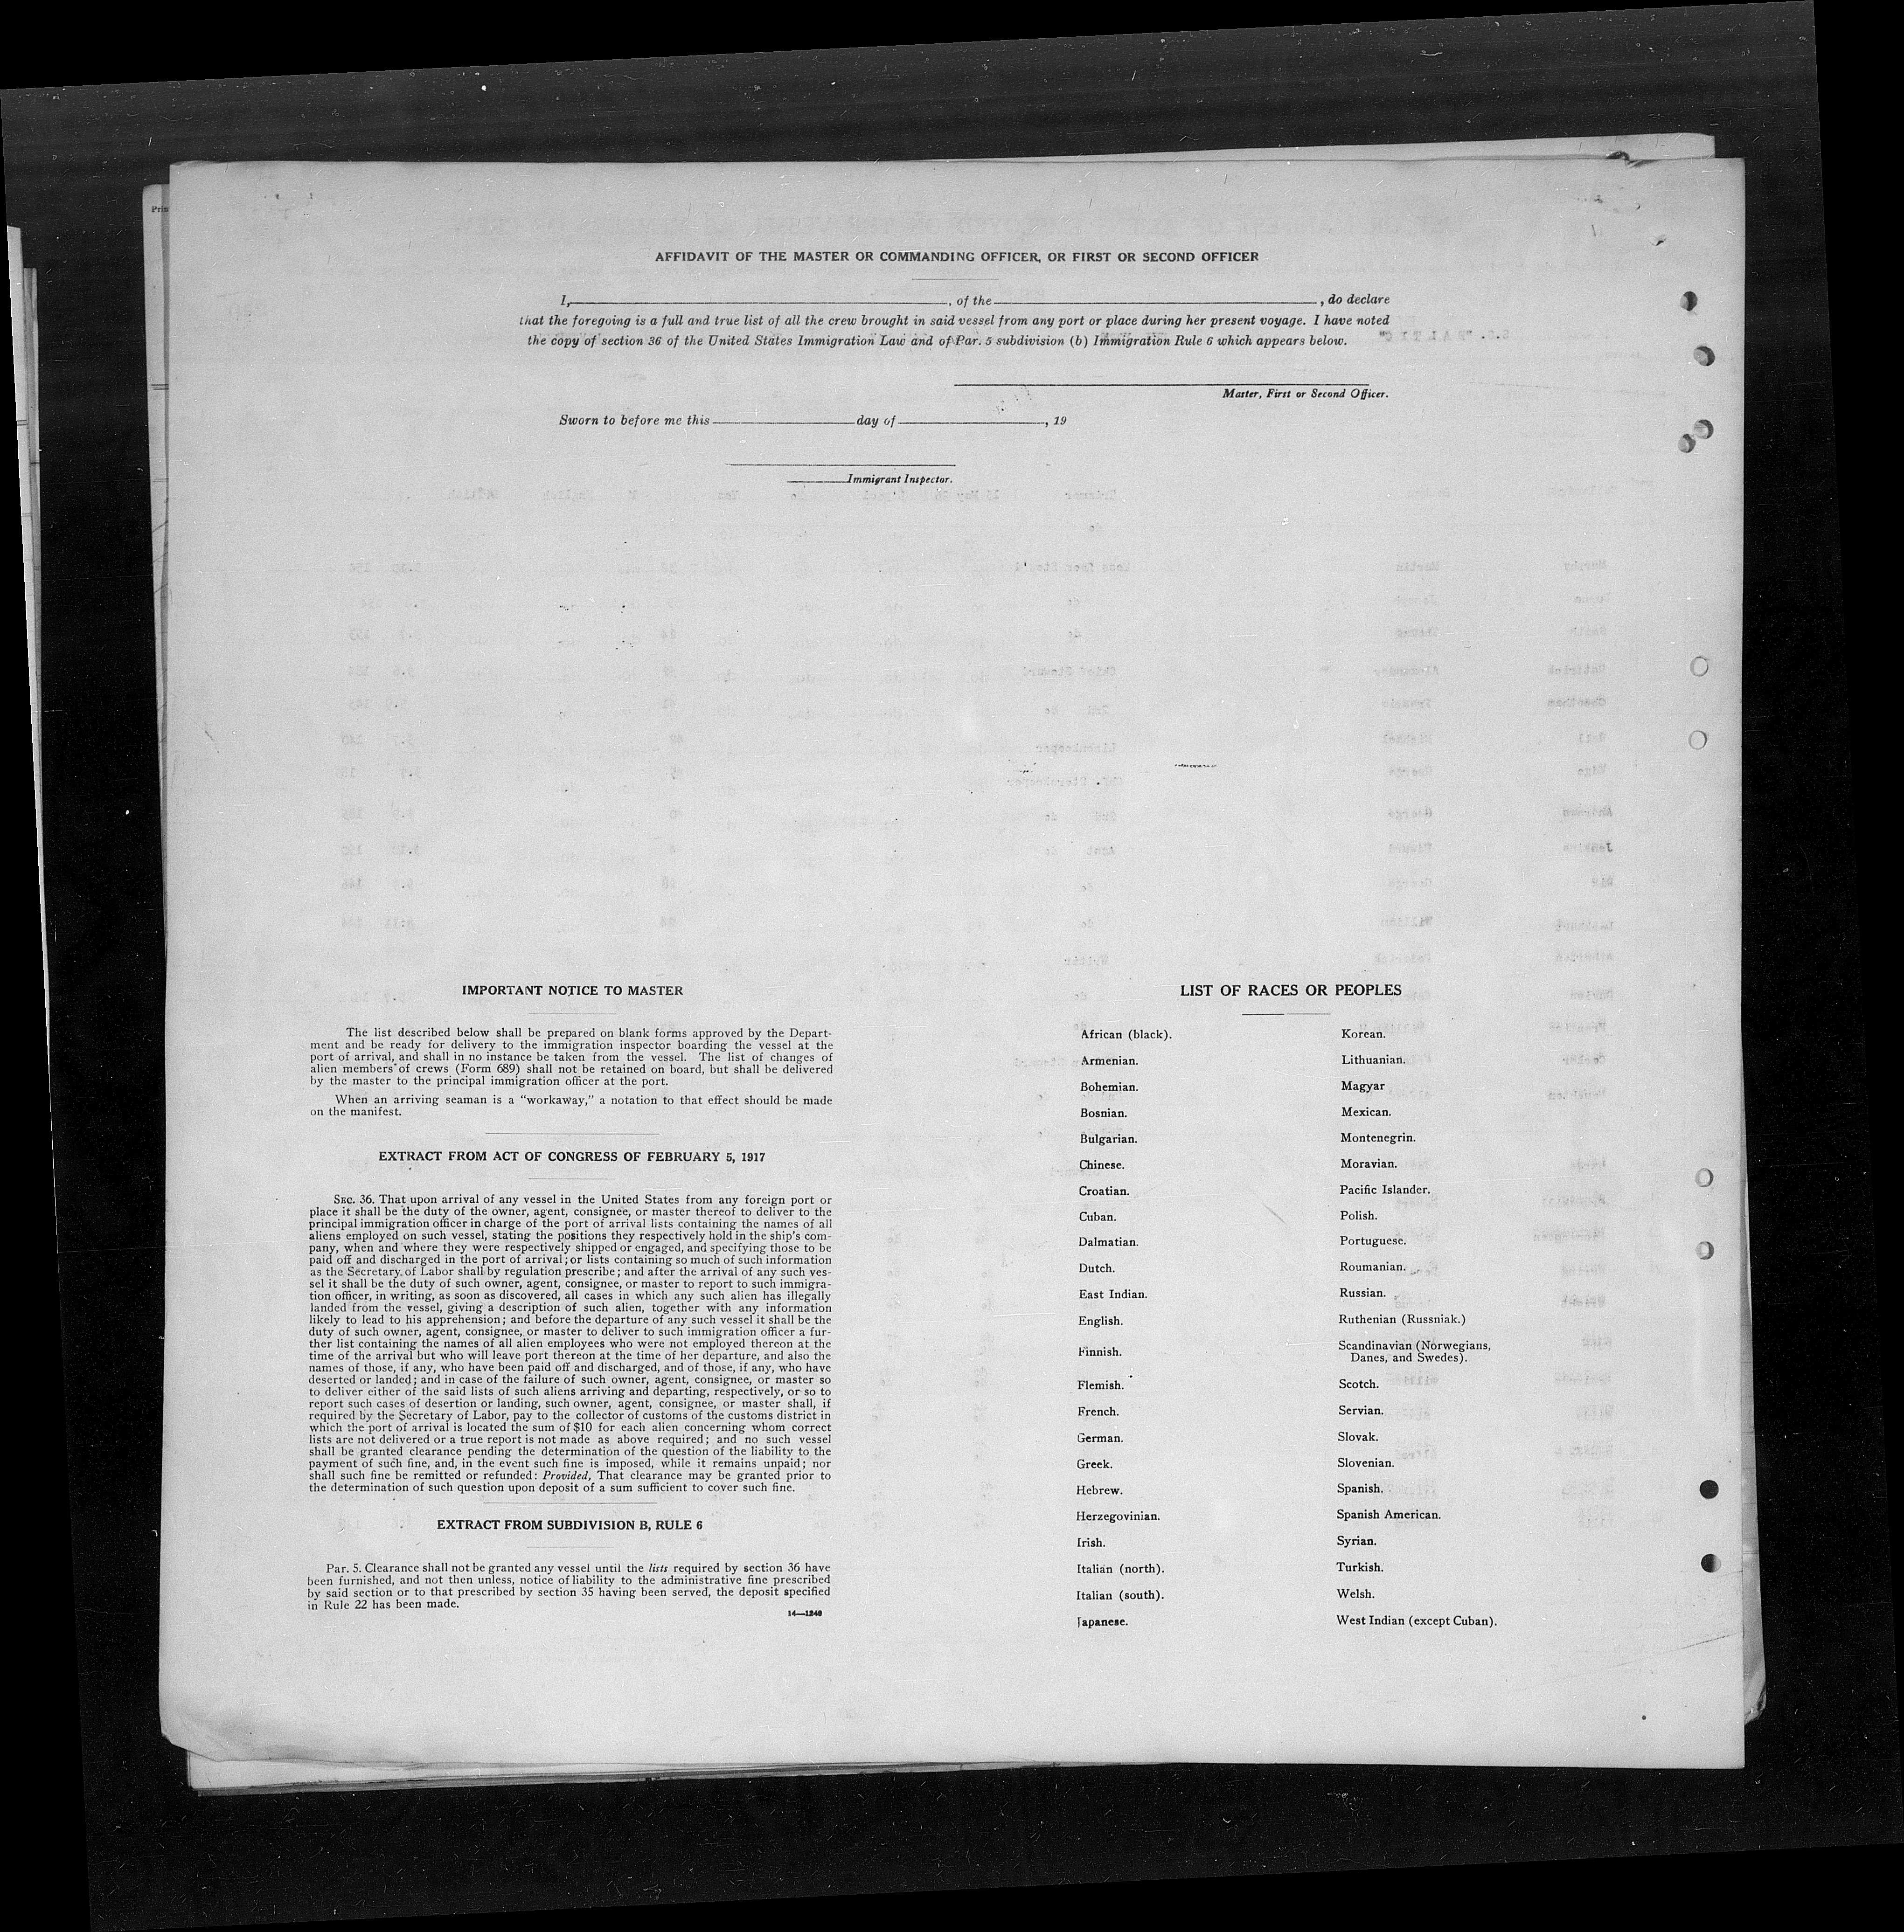 AFFIDAVIT OF THE MASTER OR COMMANDING OFFICER, OR FIRST OR SECOND OFFICER
I, , of the , do declare
that the foregoing is a full and true list of all the crew brought in said vessel from any port or place during her present voyage. I have noted
the copy of section 36 of the United States Immigration Law and of Par. 5 subdivision (b) Immigration Rule 6 which appears below.
Master, First or Second Officer.
Sworn to before me this day of , 19
Immigrant Inspector.
IMPORTANT NOTICE TO MASTER
The list described below shall be prepared on blank forms approved by the Depart-
ment and be ready for delivery to the immigration inspector boarding the vessel at the
port of arrival, and shall in no instance be taken from the vessel. The list of changes of
alien members of crews (Form 689) shall not be retained on board, but shall be delivered
by the master to the principal immigration officer at the port.
When an arriving seaman is a “workaway,” a notation to that effect should be made
on the manifest.
EXTRACT FROM ACT OF CONGRESS OF FEBRUARY 5, 1917
SEC. 36. That upon arrival of any vessel in the United States from any foreign port or
place it shall be the duty of the owner, agent, consignee, or master thereof to deliver to the
principal immigration officer in charge of the port of arrival lists containing the names of all
aliens employed on such vessel, stating the positions they respectively hold in the ship's com-
pany, when and where they were respectively shipped or engaged, and specifying those to be
paid off and discharged in the port of arrival; or lists containing so much of such information
as the Secretary of Labor shall by regulation prescribe; and after the arrival of any such ves-
sel it shall be the duty of such owner, agent, consignee, or master to report to such immigra-
tion officer, in writing, as soon as discovered, all cases in which any such alien has illegally
landed from the vessel, giving a description of such alien, together with any information
likely to lead to his apprehension; and before the departure of any such vessel it shall be the
duty of such owner, agent, consignee, or master to deliver to such immigration officer a fur-
ther list containing the names of all alien employees who were not employed thereon at the
time of the arrival but who will leave port thereon at the time of her departure, and also the
names of those, if any, who have been paid off and discharged, and of those, if any, who have
deserted or landed; and in case of the failure of such owner, agent, consignee, or master so
to deliver either of the said lists of such aliens arriving and departing, respectively, or so to
report such cases of desertion or landing, such owner, agent, consignee, or master shall, if
required by the Secretary of Labor, pay to the collector of customs of the customs district in
which the port of arrival is located the sum of $10 for each alien concerning whom correct
lists are not delivered or a true report is not made as above required; and no such vessel
shall be granted clearance pending the determination of the question of the liability to the
payment of such fine, and, in the event such fine is imposed, while it remains unpaid; nor
shall such fine be remitted or refunded: Provided, That clearance may be granted prior to
the determination of such question upon deposit of a sum sufficient to cover such fine.
EXTRACT FROM SUBDIVISION B, RULE 6
Par. 5. Clearance shall not be granted any vessel until the lists required by section 36 have
been furnished, and not then unless, notice of liability to the administrative fine prescribed
by said section or to that prescribed by section 35 having been served, the deposit specified
in Rule 22 has been made.
14—1240
LIST OF RACES OR PEOPLES
African (black).
Armenian.
Bohemian.
Bosnian.
Bulgarian.
Chinese.
Croatian.
Cuban.
Dalmatian.
Dutch.
East Indian.
English.
Finnish.
Flemish.
French.
German.
Greek.
Hebrew.
Herzegovinian.
Irish.
Italian (north).
Italian (south).
Japanese.
Korean.
Lithuanian.
Magyar
Mexican.
Montenegrin.
Moravian.
Pacific Islander.
Polish.
Portuguese.
Roumanian.
Russian.
Ruthenian (Russniak.)
Scandinavian (Norwegians,
Danes, and Swedes).
Scotch.
Servian.
Slovak.
Slovenian.
Spanish.
Spanish American.
Syrian.
Turkish.
Welsh.
West Indian (except Cuban).